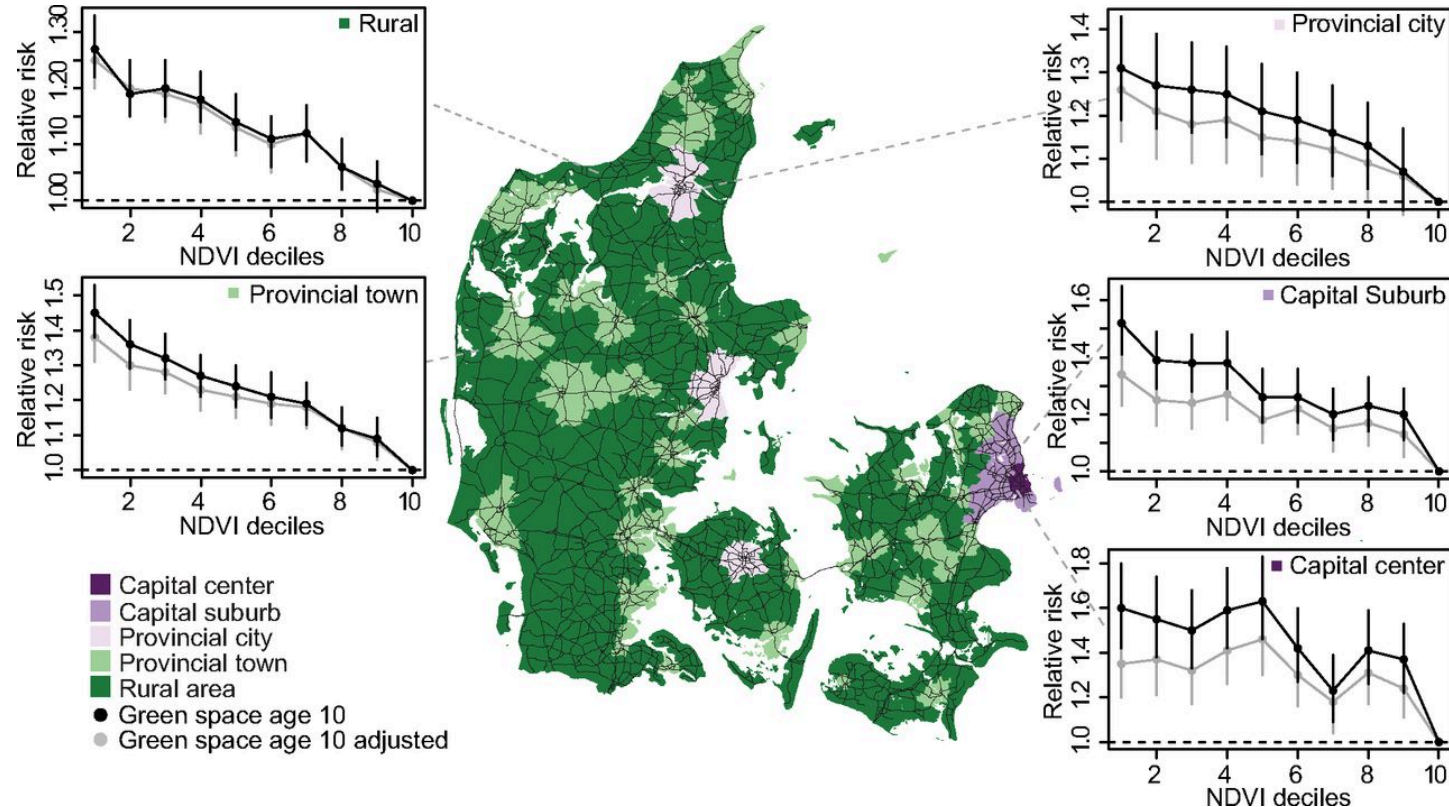 Rural
Relative risk
1.00 1.10 1.20 1.30
2 4 6 8 10
NDVI deciles
Provincial town
Relative risk
1.0 1.1 1.2 1.3 1.4 1.5
2 4 6 8 10
NDVI deciles
Capital center
Capital suburb
Provincial city
Provincial town
Rural area
Green space age 10
Green space age 10 adjusted
Provincial city
Relative risk
1.0 1.1 1.2 1.3 1.4
2 4 6 8 10
NDVI deciles
Capital Suburb
Relative risk
1.0 1.2 1.4 1.6
2 4 6 8 10
NDVI deciles
Capital center
Relative risk
1.0 1.2 1.4 1.6 1.8
2 4 6 8 10
NDVI deciles